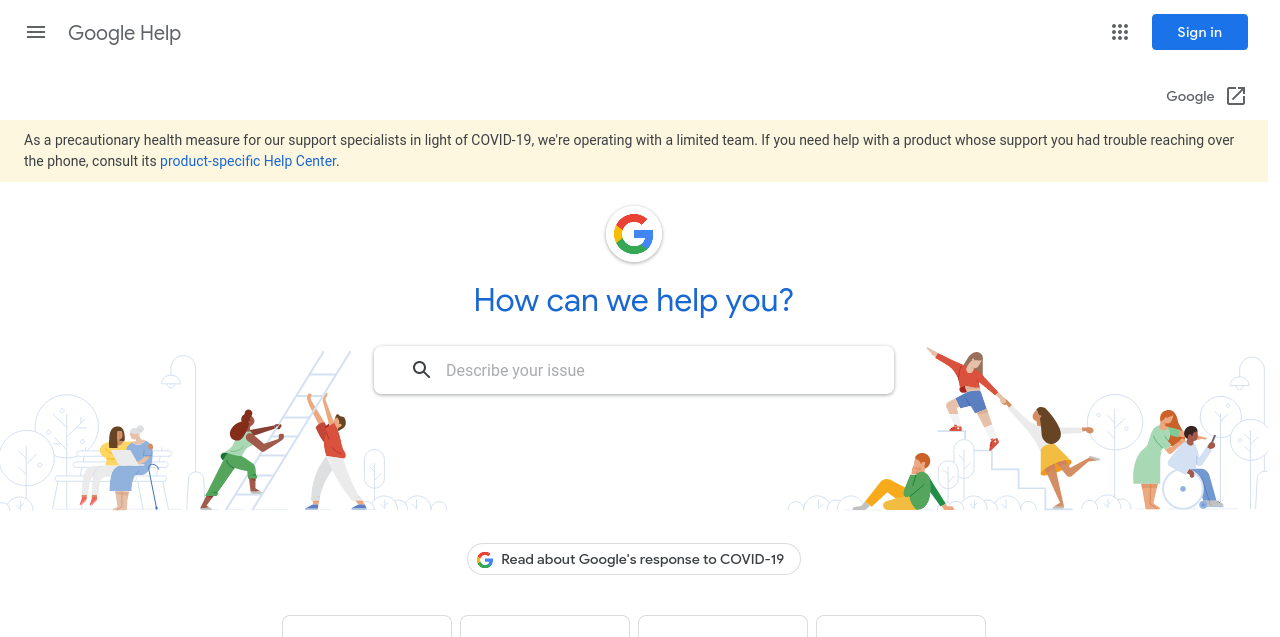 Google Help
Sign in
Google
As a precautionary health measure for our support specialists in light of COVID-19, we're operating with a limited team. If you need help with a product whose support you had trouble reaching over
the phone, consult its product-specific Help Center.
How can we help you?
Describe your issue
Read about Google's response to COVID-19